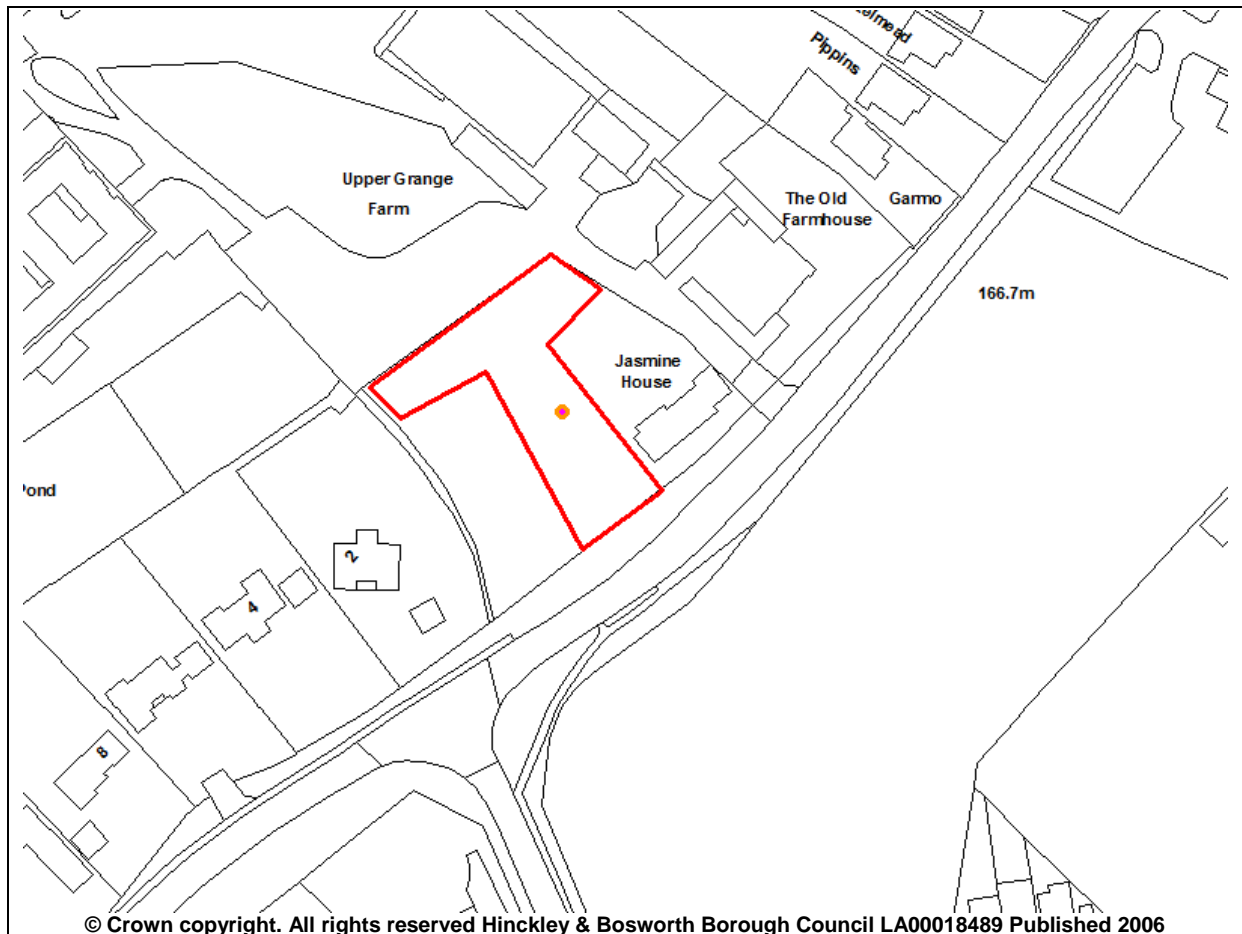 Pippins
Upper Grange
Farm
The Old
Farmhouse
Garmo
166.7m
Jasmine
House
Pond
2
4
8
© Crown copyright. All rights reserved Hinckley & Bosworth Borough Council LA00018489 Published 2006